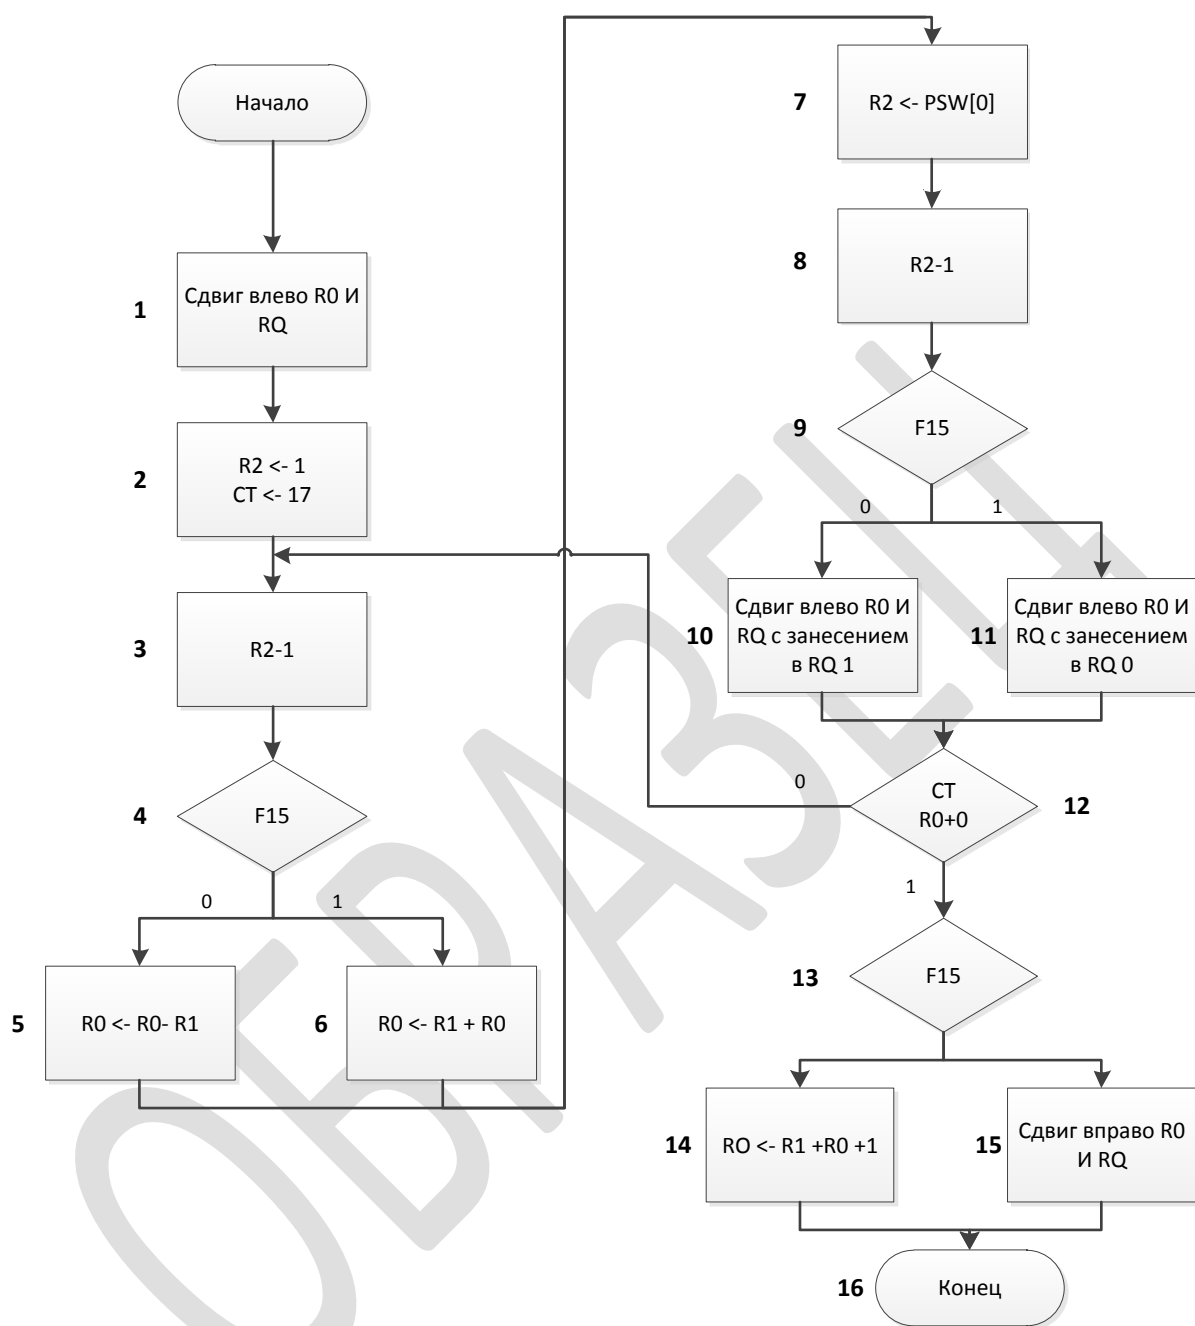 Начало
1
Сдвиг влево R0 И
RQ
2
R2 <- 1
CT <- 17
3
R2-1
4
F15
0
1
5
R0 <- R0- R1
6
R0 <- R1 + R0
7
R2 <- PSW[0]
8
R2-1
9
F15
0
1
10
Сдвиг влево R0 И
RQ с занесением
в RQ 1
11
Сдвиг влево R0 И
RQ с занесением
в RQ 0
12
CT
R0+0
0
1
13
F15
14
RO <- R1 +R0 +1
15
Сдвиг вправо R0
И RQ
16
Конец
ОБРАЗЕЦ